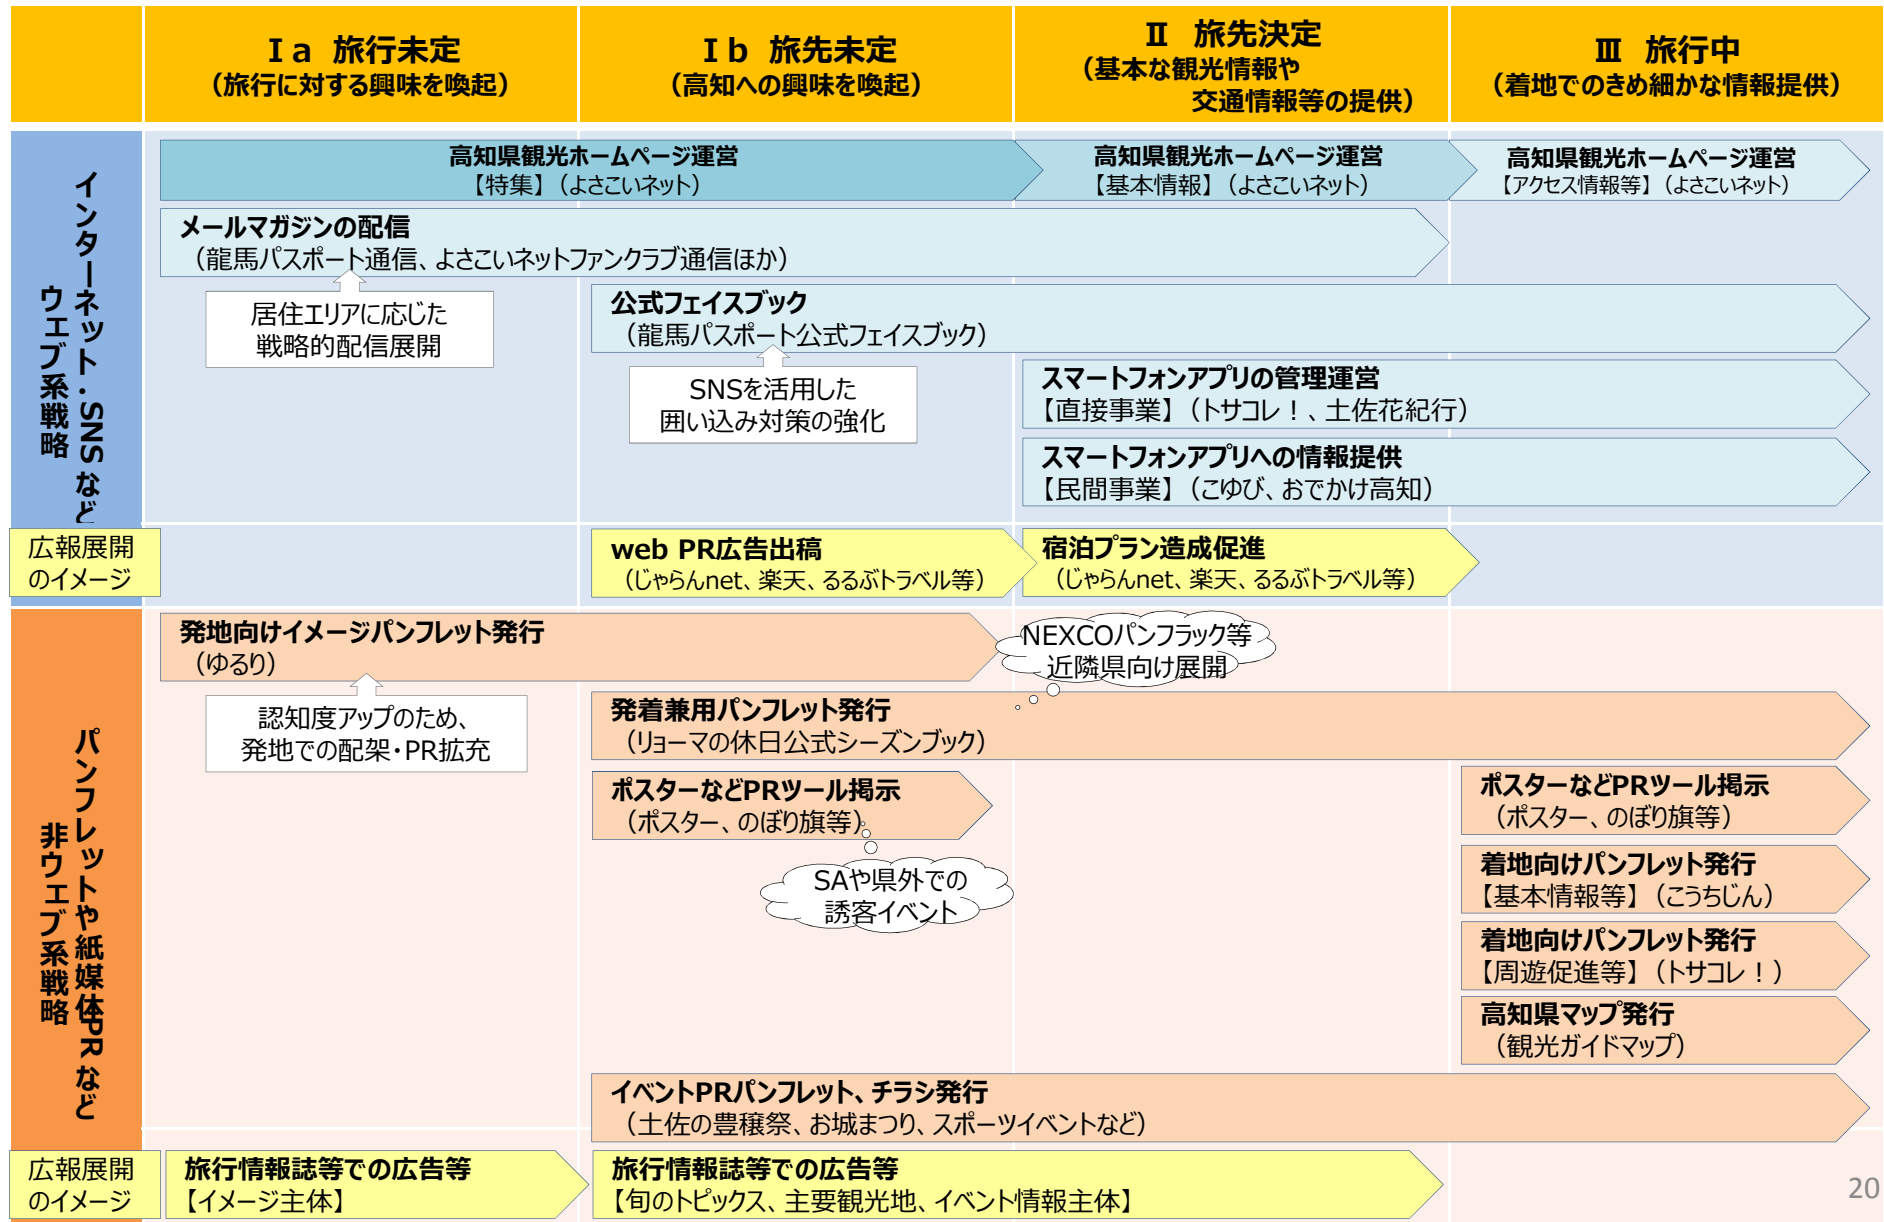 Ⅰa 旅行未定
（旅行に対する興味を喚起）
Ⅰb 旅先未定
（高知への興味を喚起）
Ⅱ 旅先決定
（基本な観光情報や
交通情報等の提供）
Ⅲ 旅行中
（着地でのきめ細かな情報提供）
インターネット．SNSなど
ウエブ系戦略
高知県観光ホームページ運営
【特集】（よさこいネット）
高知県観光ホームページ運営
【基本情報】（よさこいネット）
高知県観光ホームページ運営
【アクセス情報等】（よさこいネット）
メールマガジンの配信
（龍馬パスポート通信、よさこいネットファンクラブ通信ほか）
居住エリアに応じた
戦略的配信展開
公式フェイスブック
（龍馬パスポート公式フェイスブック）
SNSを活用した
囲い込み対策の強化
スマートフォンアプリの管理運営
【直接事業】（トサコレ！、土佐花紀行）
スマートフォンアプリへの情報提供
【民間事業】（こゆび、おでかけ高知）
広報展開
のイメージ
web PR広告出稿
（じゃらんnet、楽天、るるぶトラベル等）
宿泊プラン造成促進
（じゃらんnet、楽天、るるぶトラベル等）
パンフレットや紙媒体PRなど
非ウエブ系戦略
発地向けイメージパンフレット発行
（ゆるり）
NEXCOパンフラック等
近隣県向け展開
認知度アップのため、
発地での配架・PR拡充
発着兼用パンフレット発行
（リョーマの休日公式シーズンブック）
ポスターなどPRツール掲示
（ポスター、のぼり旗等）
SAや県外での
誘客イベント
ポスターなどPRツール掲示
（ポスター、のぼり旗等）
着地向けパンフレット発行
【基本情報等】（こうちじん）
着地向けパンフレット発行
【周遊促進等】（トサコレ！）
高知県マップ発行
（観光ガイドマップ）
イベントPRパンフレット、チラシ発行
（土佐の豊穣祭、お城まつり、スポーツイベントなど）
広報展開
のイメージ
旅行情報誌等での広告等
【イメージ主体】
旅行情報誌等での広告等
【旬のトピックス、主要観光地、イベント情報主体】
20